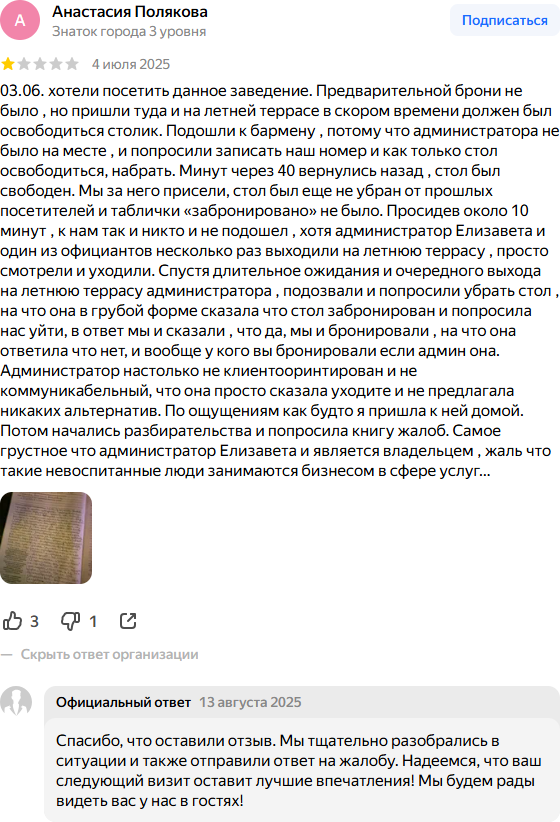 А
Анастасия Полякова
Знаток города 3 уровня
Подписаться
4 июля 2025
03.06. хотели посетить данное заведение. Предварительной брони не
было , но пришли туда и на летней террасе в скором времени должен был
освободиться столик. Подошли к бармену , потому что администратора не
было на месте , и попросили записать наш номер и как только стол
освободиться, набрать. Минут через 40 вернулись назад , стол был
свободен. Мы за него присели, стол был еще не убран от прошлых
посетителей и таблички «забронировано» не было. Просидев около 10
минут , к нам так и никто и не подошел , хотя администратор Елизавета и
один из официантов несколько раз выходили на летнюю террасу , просто
смотрели и уходили. Спустя длительное ожидания и очередного выхода
на летнюю террасу администратора , подозвали и попросили убрать стол ,
на что она в грубой форме сказала что стол забронирован и попросила
нас уйти, в ответ мы и сказали , что да, мы и бронировали , на что она
ответила что нет, и вообще у кого вы бронировали если админ она.
Администратор настолько не клиентооринтирован и не
коммуникабельный, что она просто сказала уходите и не предлагала
никаких альтернатив. По ощущениям как будто я пришла к ней домой.
Потом начались разбирательства и попросила книгу жалоб. Самое
грустное что администратор Елизавета и является владельцем , жаль что
такие невоспитанные люди занимаются бизнесом в сфере услуг...
3
1
— Скрыть ответ организации
Официальный ответ 13 августа 2025
Спасибо, что оставили отзыв. Мы тщательно разобрались в
ситуации и также отправили ответ на жалобу. Надеемся, что ваш
следующий визит оставит лучшие впечатления! Мы будем рады
видеть вас у нас в гостях!